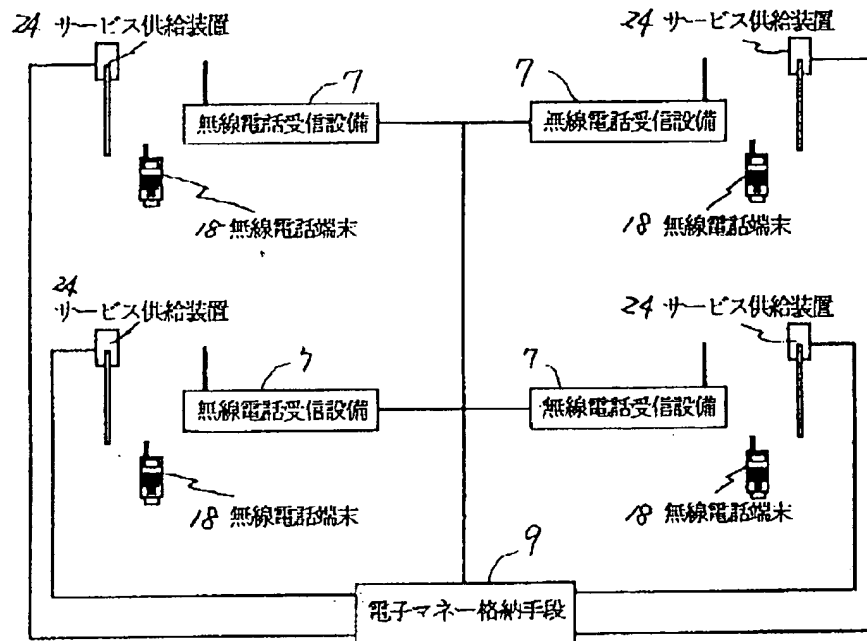 24 サービス供給装置
24 サービス供給装置
7
7
無線電話受信設備
無線電話受信設備
18 無線電話端末
18 無線電話端末
24
サービス供給装置
24 サービス供給装置
7
7
無線電話受信設備
無線電話受信設備
18 無線電話端末
18 無線電話端末
9
電子マネー格納手段